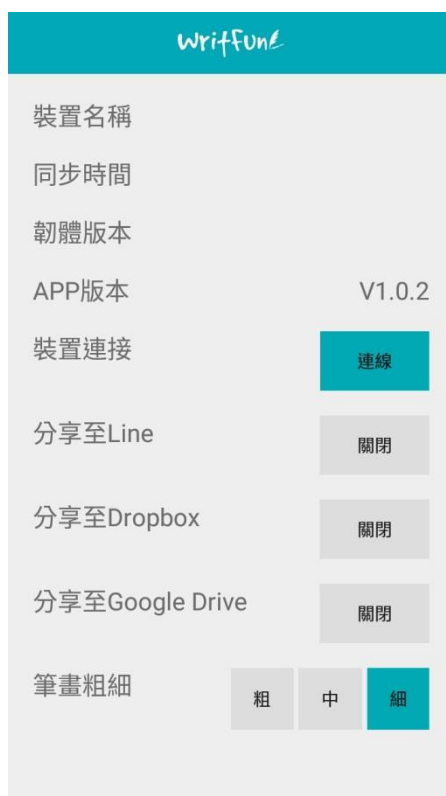 WritFun
裝置名稱
同步時間
韌體版本
APP版本 V1.0.2
裝置連接 連線
分享至Line 關閉
分享至Dropbox 關閉
分享至Google Drive 關閉
筆畫粗細 粗 中 細